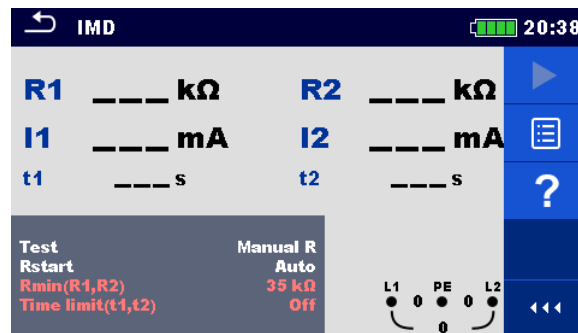 IMD 20:38
R1 ___ kΩ R2 ___ kΩ
I1 ___ mA I2 ___ mA
t1 ___ s t2 ___ s
?
Test Manual R
Rstart Auto
Rmin(R1,R2) 35 kΩ
Time limit(t1,t2) Off
L1 PE L2
0 0
0